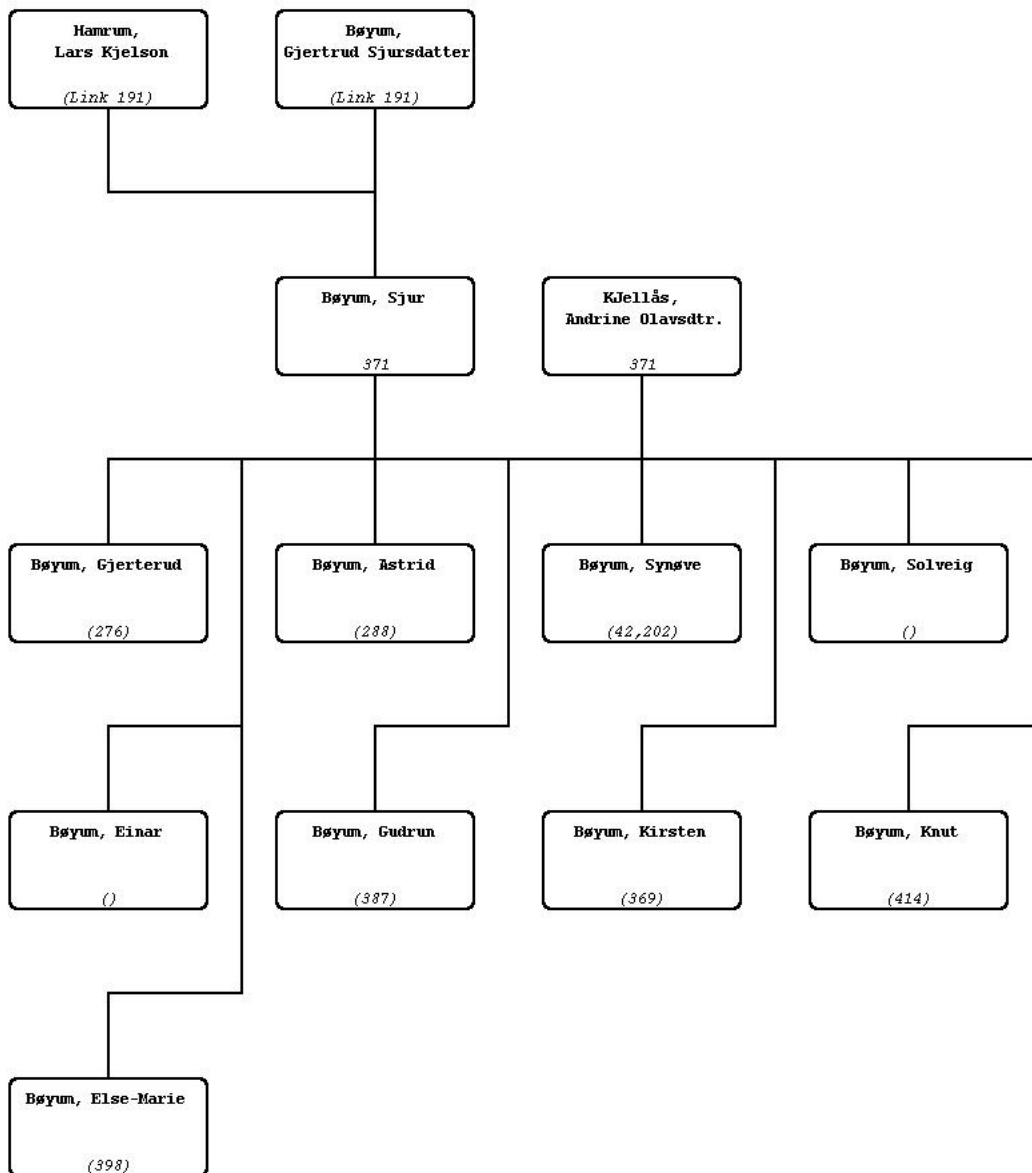 Hamrum,
Lars Kjelson
(Link 191)
Bøyum,
Gjertrud Sjursdatter
(Link 191)
Bøyum, Sjur
371
KJellås,
Andrine Olavsdtr.
371
Bøyum, Gjerterud
(276)
Bøyum, Astrid
(288)
Bøyum, Synøve
(42,202)
Bøyum, Solveig
()
Bøyum, Einar
()
Bøyum, Gudrun
(387)
Bøyum, Kirsten
(369)
Bøyum, Knut
(414)
Bøyum, Else-Marie
(398)